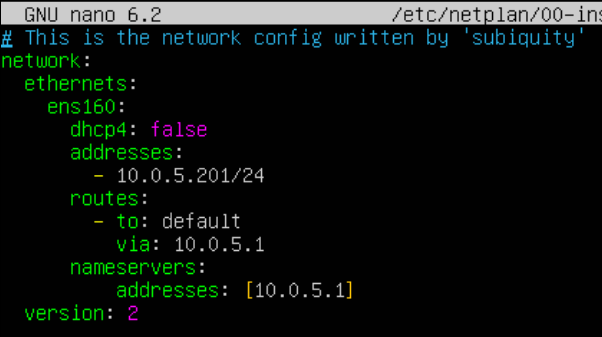 GNU nano 6.2 /etc/netplan/00-ins
# This is the network config written by 'subiquity'
network:
  ethernets:
    ens160:
      dhcp4: false
      addresses:
        - 10.0.5.201/24
      routes:
        - to: default
          via: 10.0.5.1
      nameservers:
          addresses: [10.0.5.1]
  version: 2